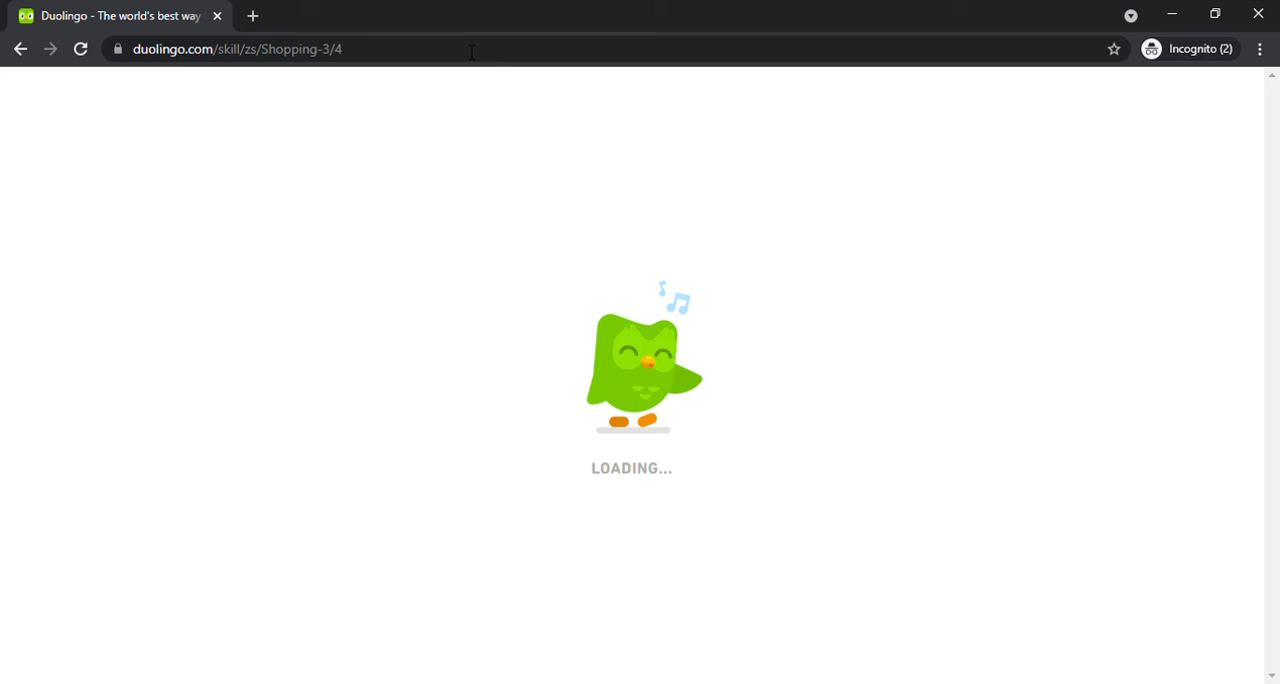 Duolingo - The world's best way
duolingo.com/skill/zs/Shopping-3/4
Incognito (2)
LOADING...